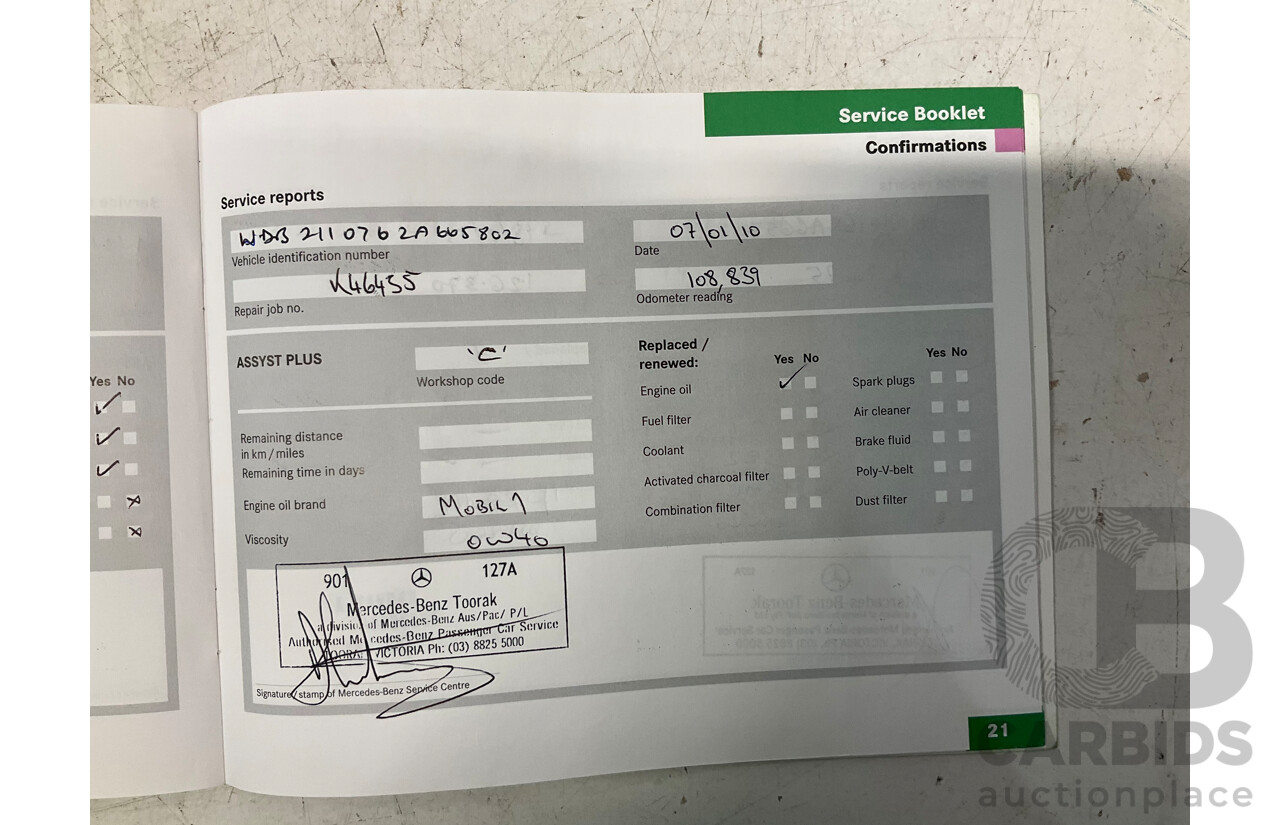 Service Booklet
Confirmations
Service reports
WDB 211 076 2A 665802
Vehicle identification number
07/01/10
Date
K46455
Repair job no.
108,839
Odometer reading
ASSYST PLUS
'C'
Workshop code
Replaced /
renewed:
Yes No
Yes No
Engine oil
Spark plugs
Fuel filter
Air cleaner
Coolant
Brake fluid
Activated charcoal filter
Poly-V-belt
Combination filter
Dust filter
Remaining distance
in km / miles
Remaining time in days
Engine oil brand
MOBIL 1
Viscosity
0W40
901 127A
Mercedes-Benz Toorak
a division of Mercedes-Benz Aus/Pac/ P/L
Authorised Mercedes-Benz Passenger Car Service
TOORAK VICTORIA Ph: (03) 8825 5000
Signature/stamp of Mercedes-Benz Service Centre
21
Yes No
CARBIDS
auctionplace